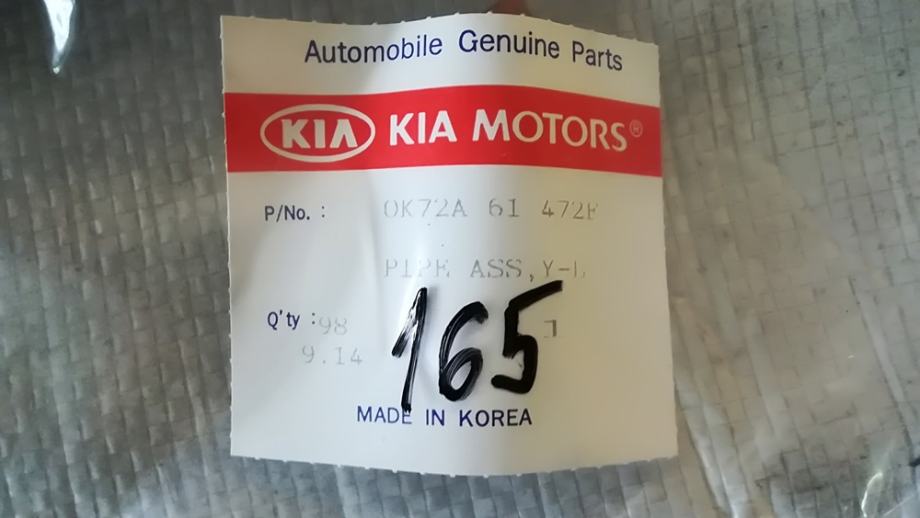 Automobile Genuine Parts
KIA KIA MOTORS®
P/No. : 0K72A 61 472F
PIPE ASS,Y-L
Q'ty : 98
165
9.14
MADE IN KOREA